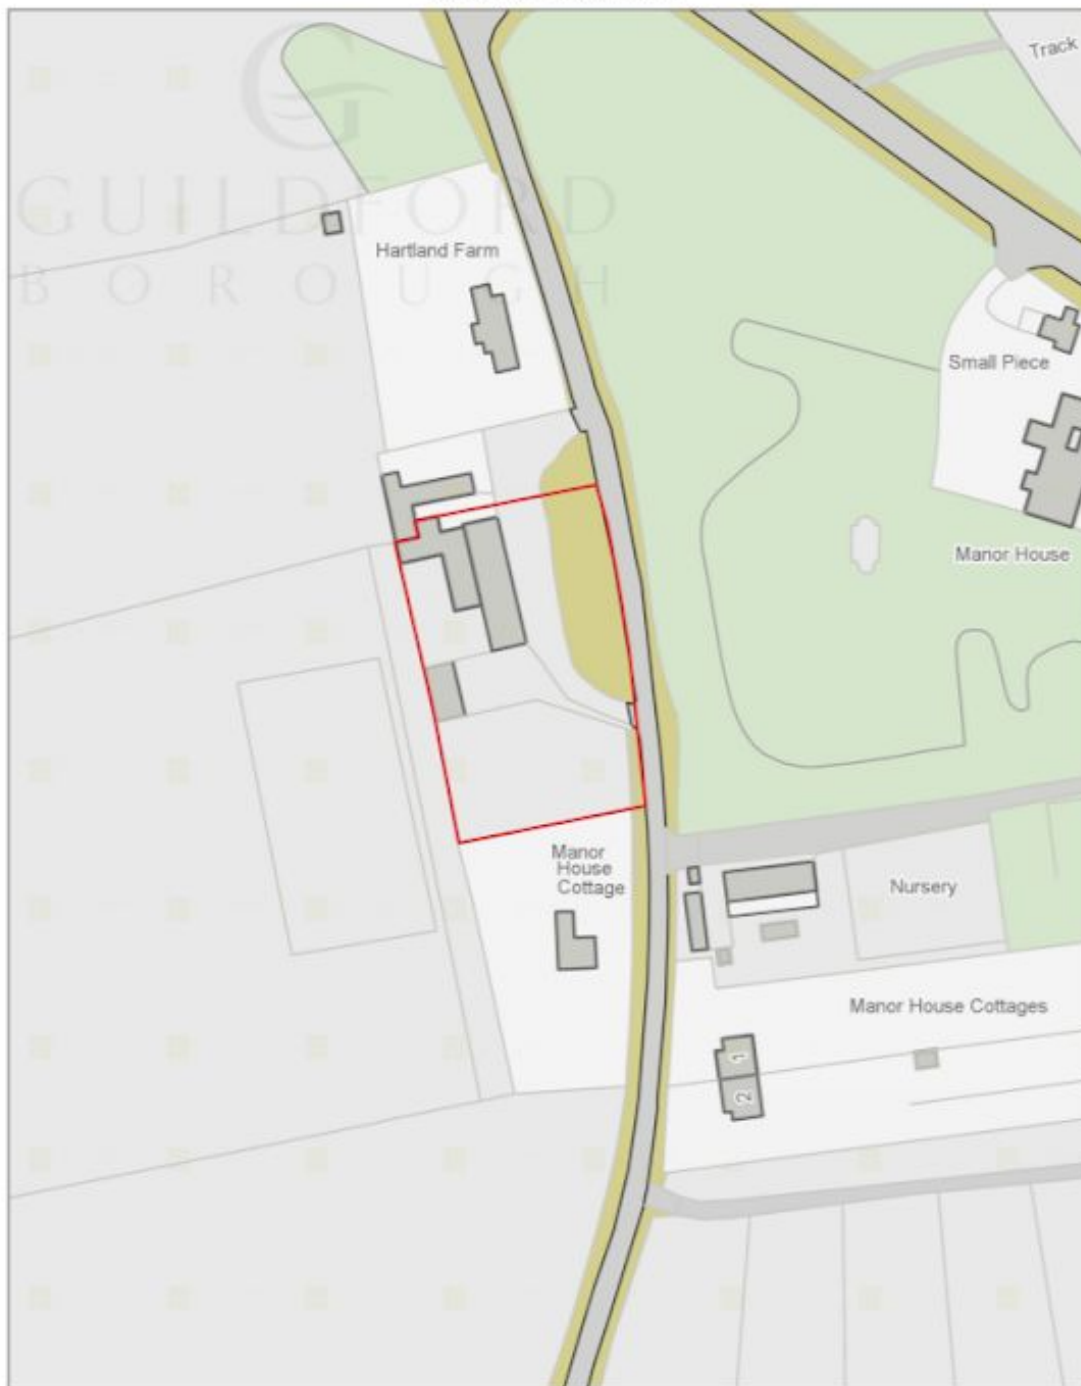 Track
GUILDFORD
BOROUGH
Hartland Farm
Small Piece
Manor House
Manor
House
Cottage
Nursery
Manor House Cottages
1
2